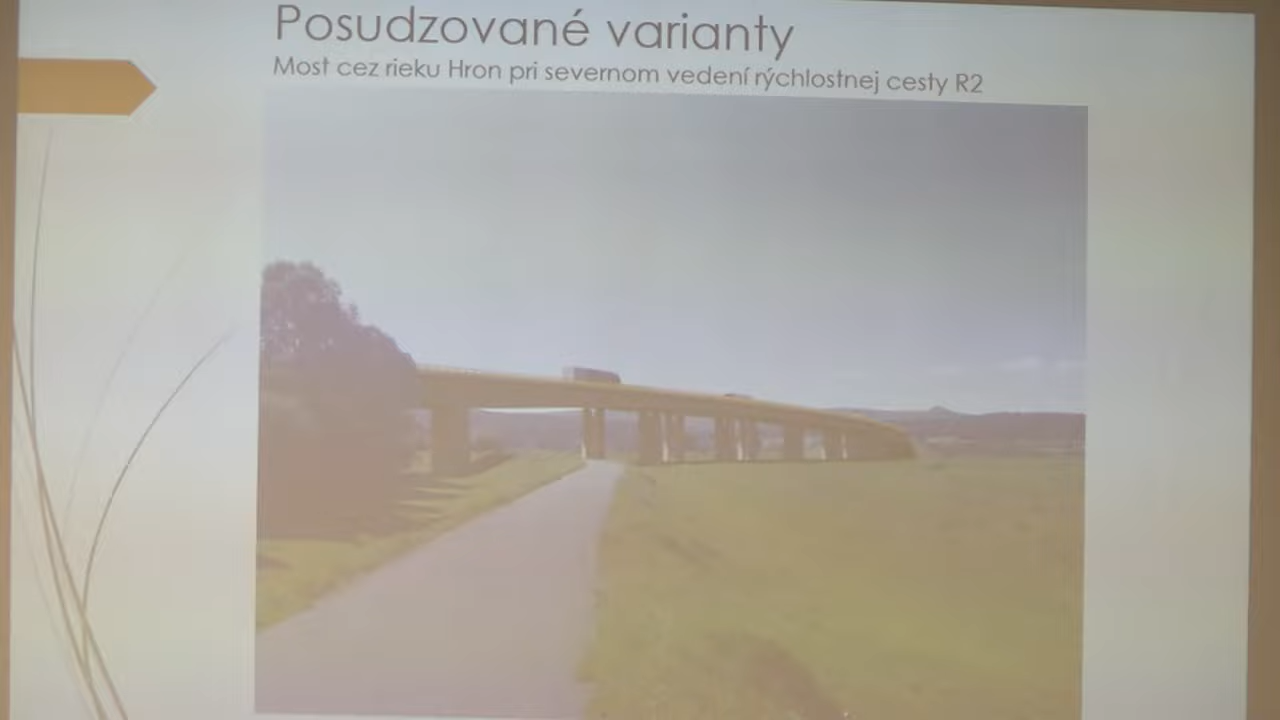 Posudzované varianty
Most cez rieku Hron pri severnom vedení rýchlostnej cesty R2